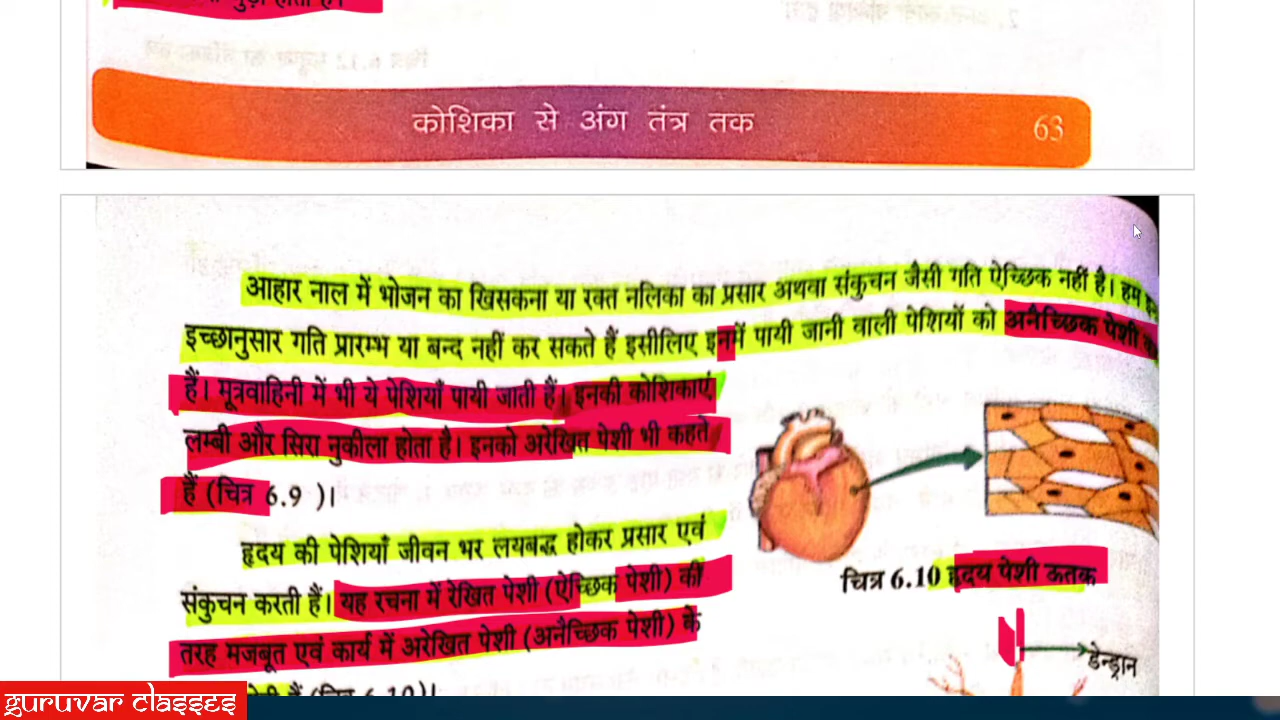 कोशिका से अंग तंत्र तक 63
आहार नाल में भोजन का खिसकना या रक्त नलिका का प्रसार अथवा संकुचन जैसी गति ऐच्छिक नहीं है। हम
इच्छानुसार गति प्रारम्भ या बन्द नहीं कर सकते हैं इसीलिए इनमें पायी जानी वाली पेशियों को अनैच्छिक पेशी
हैं। मूत्रवाहिनी में भी ये पेशियाँ पायी जाती हैं। इनकी कोशिकाएं
लम्बी और सिरा नुकीला होता है। इनको अरेखित पेशी भी कहते
हैं (चित्र 6.9 )।
हृदय की पेशियाँ जीवन भर लयबद्ध होकर प्रसार एवं
संकुचन करती हैं। यह रचना में रेखित पेशी (ऐच्छिक पेशी) की
तरह मजबूत एवं कार्य में अरेखित पेशी (अनैच्छिक पेशी) के
चित्र 6.10 हृदय पेशी ऊतक
डेन्ड्रान
GURUVAR CLASSES